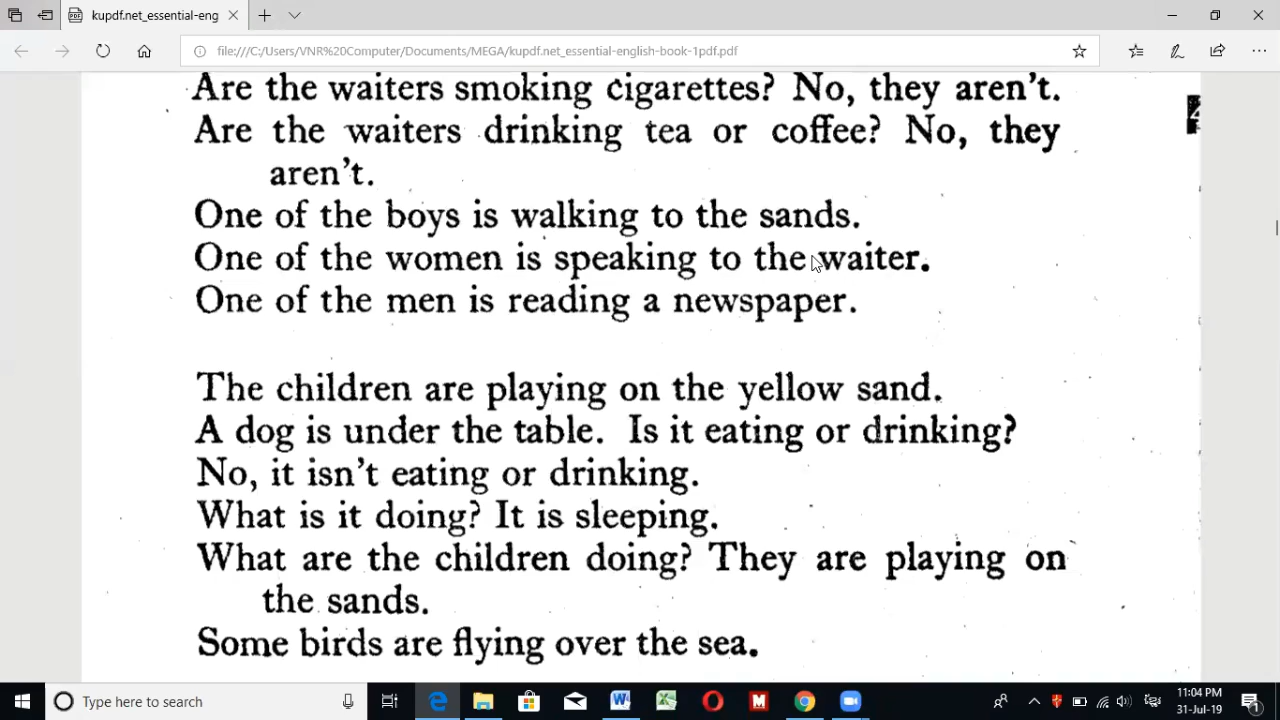 kupdf.net_essential-eng
file:///C:/Users/VNR%20Computer/Documents/MEGA/kupdf.net_essential-english-book-1pdf.pdf
Are the waiters smoking cigarettes? No, they aren't.
Are the waiters drinking tea or coffee? No, they
aren't.
One of the boys is walking to the sands.
One of the women is speaking to the waiter.
One of the men is reading a newspaper.
The children are playing on the yellow sand.
A dog is under the table. Is it eating or drinking?
No, it isn't eating or drinking.
What is it doing? It is sleeping.
What are the children doing? They are playing on
the sands.
Some birds are flying over the sea.
Type here to search
11:04 PM
31-Jul-19